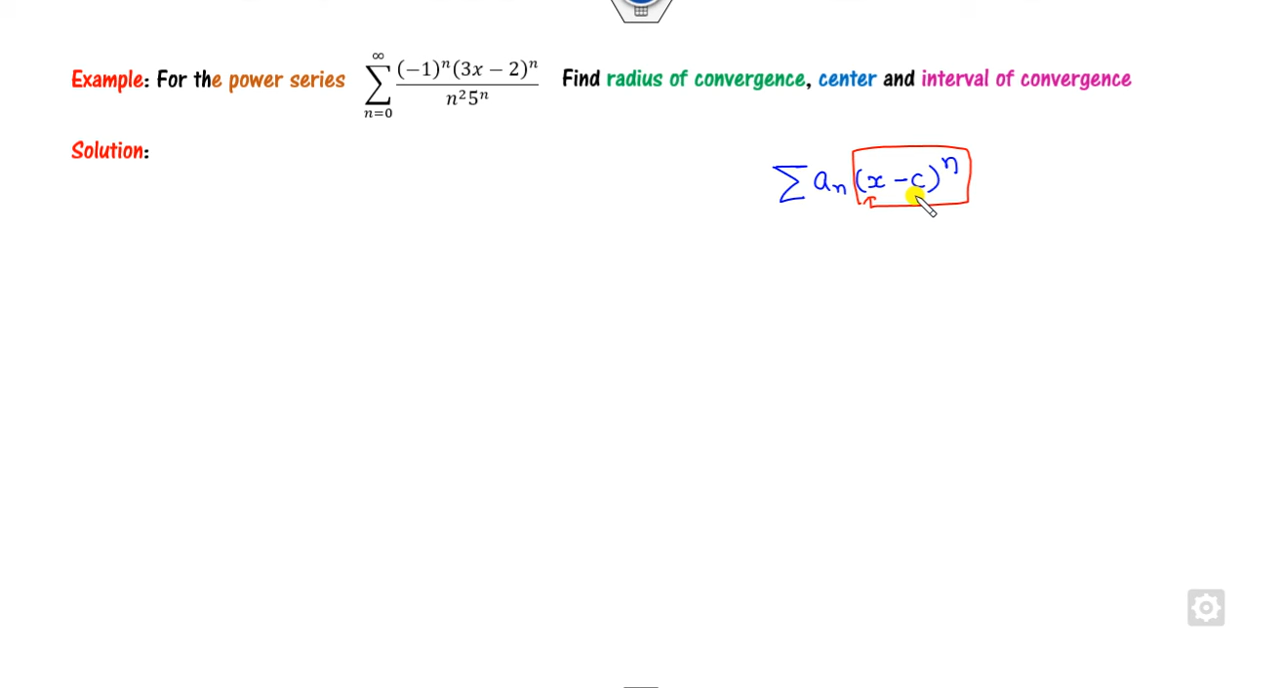 Example: For the power series ∑_{n=0}^{∞} \frac{(−1)^n(3x − 2)^n}{n^2 5^n} Find radius of convergence, center and interval of convergence
Solution:
∑ a_n (x − c)^n